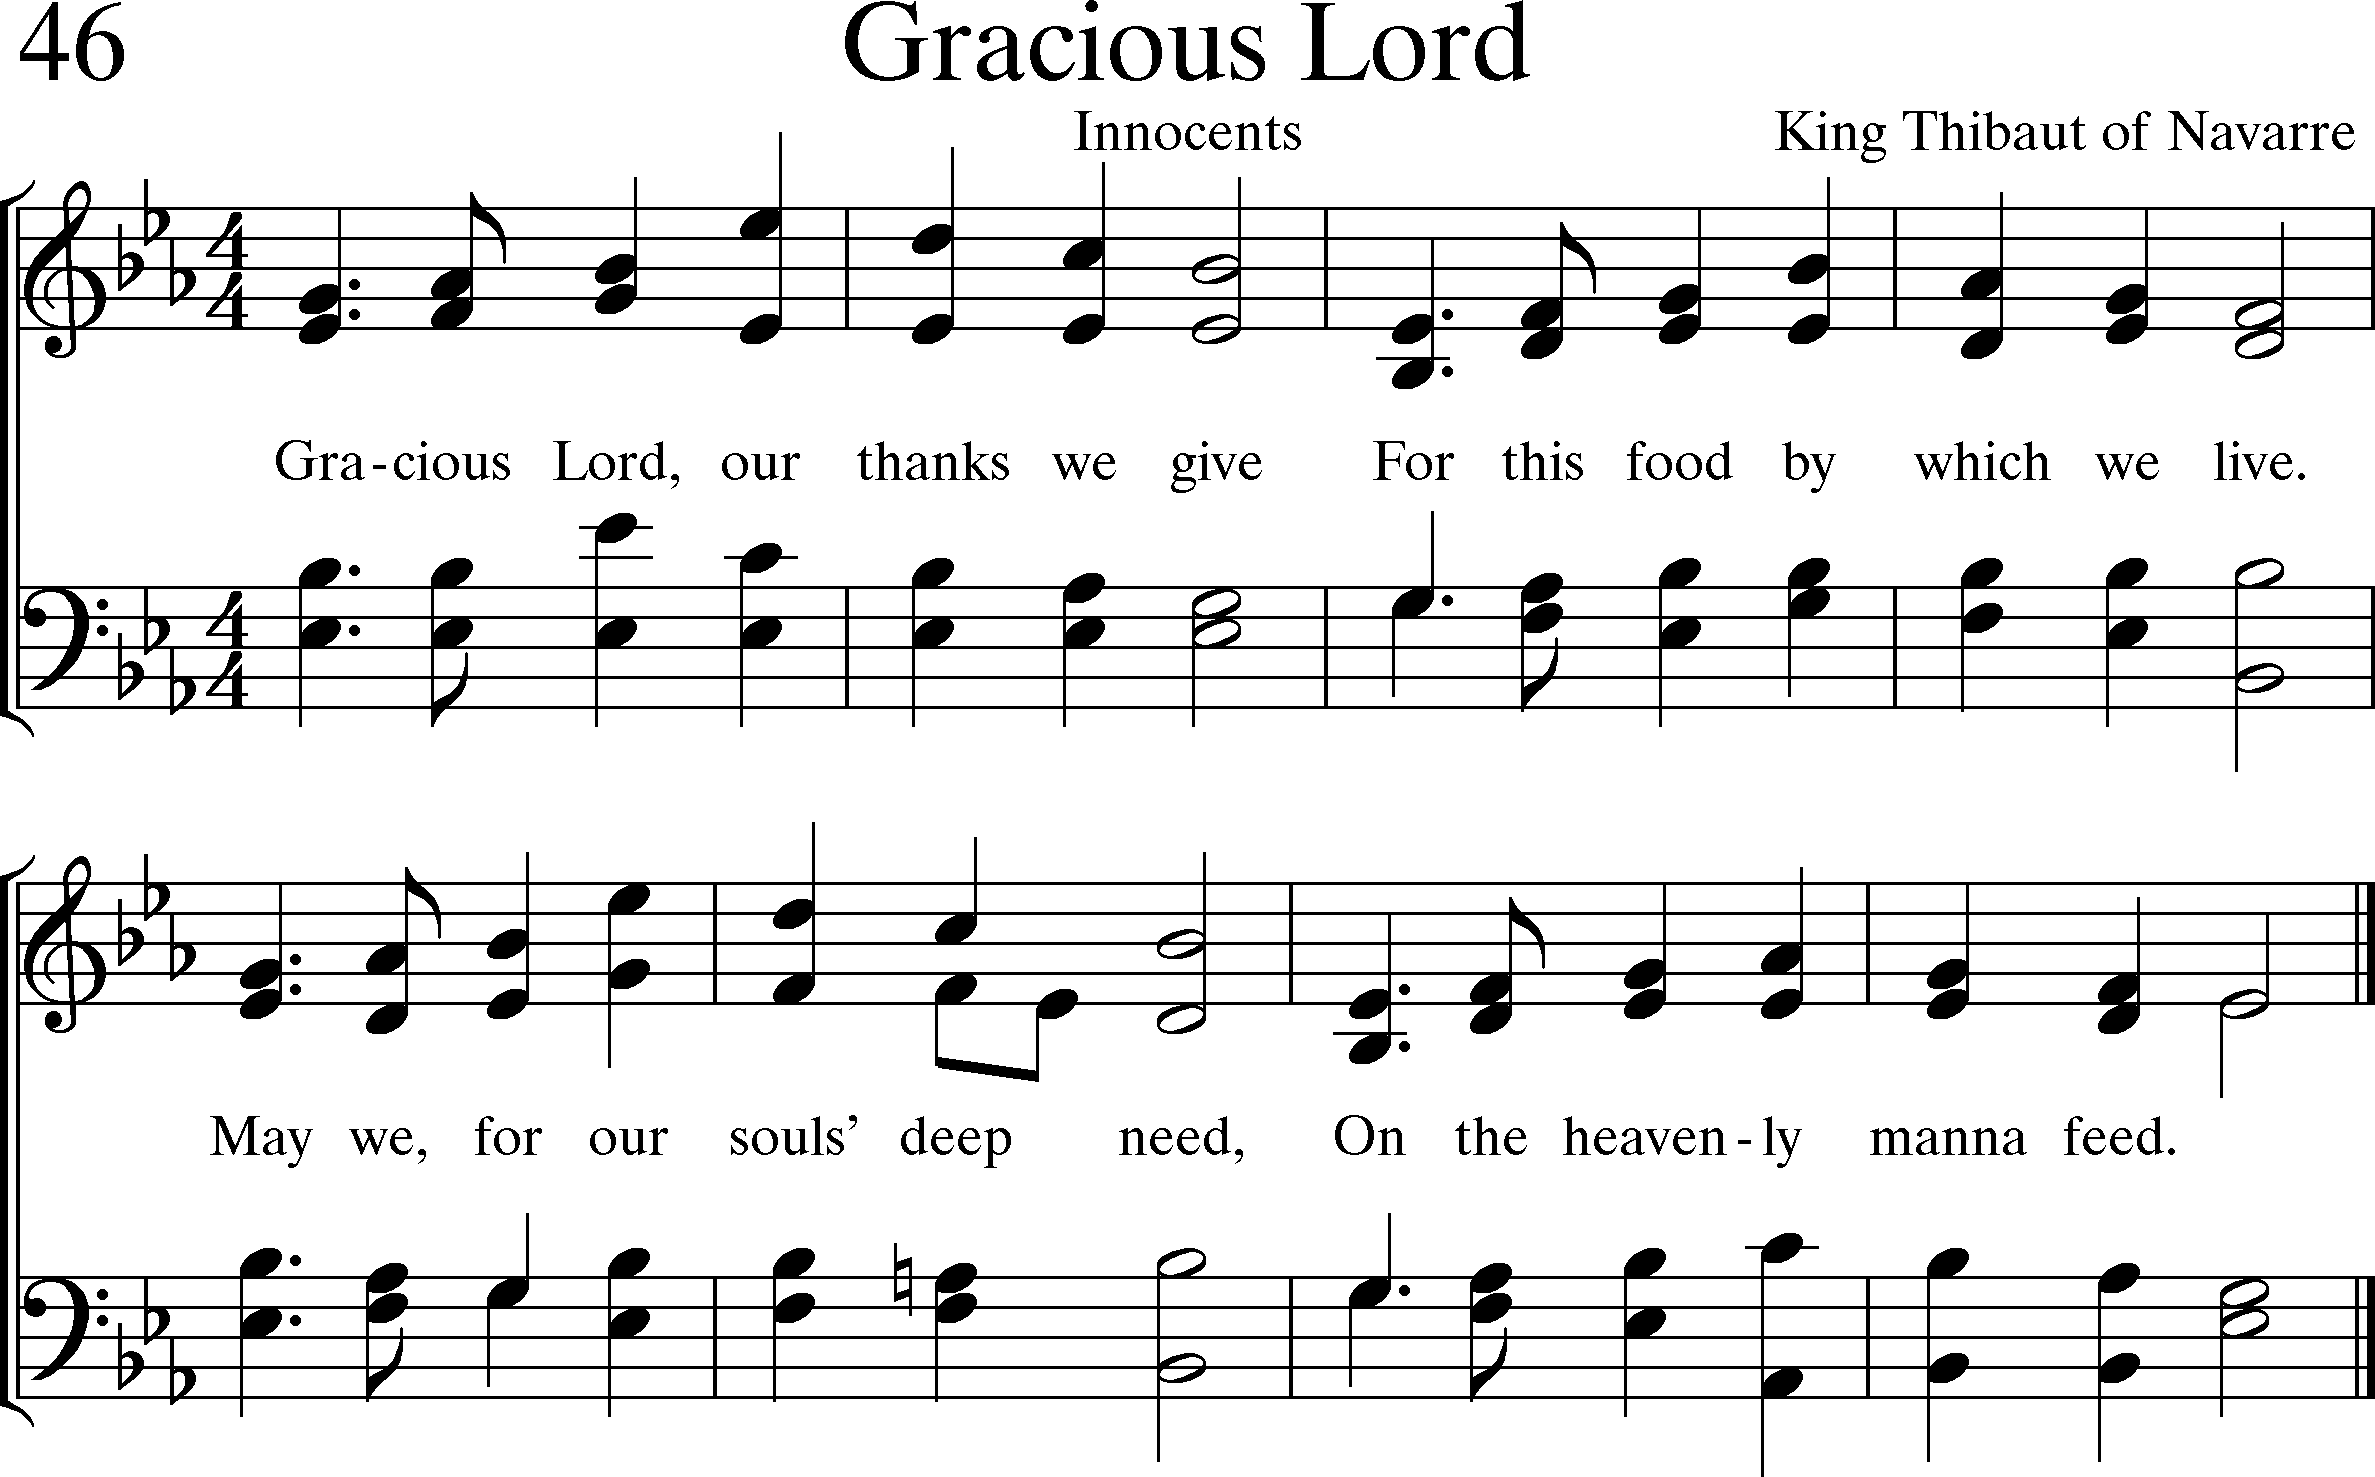 46 Gracious Lord
Innocents King Thibaut of Navarre
4 4
Gra-cious Lord, our thanks we give For this food by which we live.
4 4
May we, for our souls' deep need, On the heaven-ly manna feed.